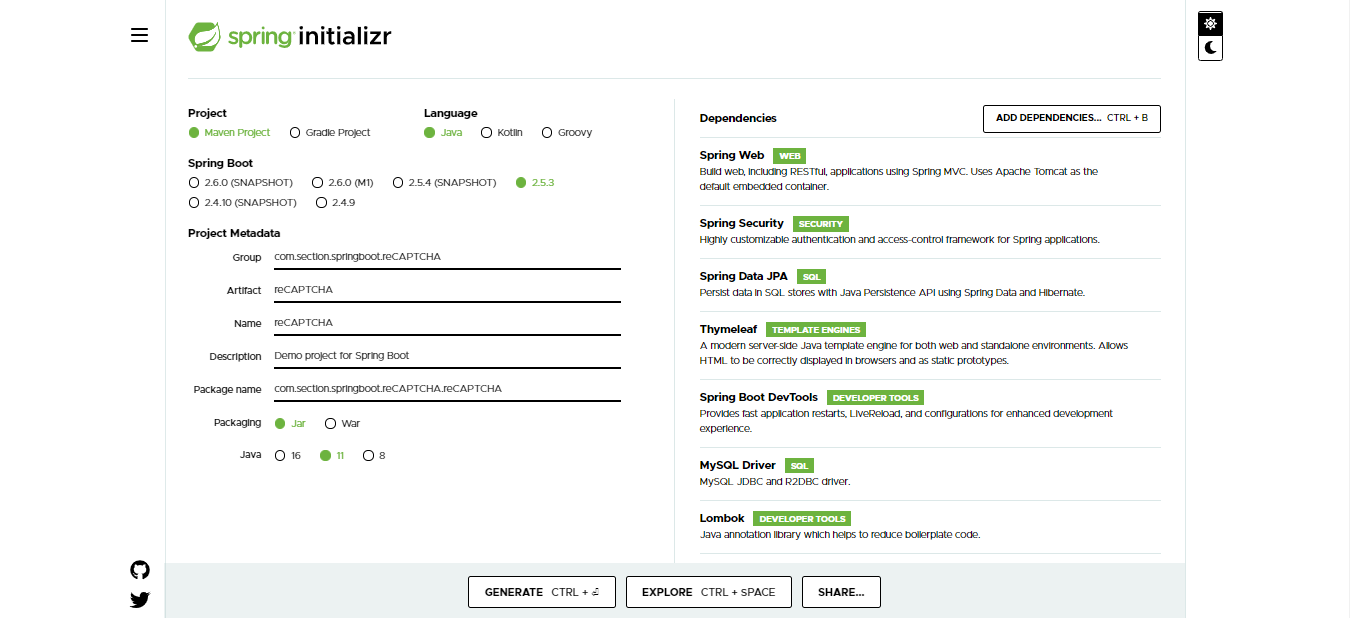 spring initializr
Project
Maven Project Gradle Project
Language
Java Kotlin Groovy
Spring Boot
2.6.0 (SNAPSHOT) 2.6.0 (M1) 2.5.4 (SNAPSHOT) 2.5.3
2.4.10 (SNAPSHOT) 2.4.9
Project Metadata
Group com.section.springboot.reCAPTCHA
Artifact reCAPTCHA
Name reCAPTCHA
Description Demo project for Spring Boot
Package name com.section.springboot.reCAPTCHA.reCAPTCHA
Packaging Jar War
Java 16 11 8
Dependencies ADD DEPENDENCIES... CTRL + B
Spring Web WEB
Build web, including RESTful, applications using Spring MVC. Uses Apache Tomcat as the
default embedded container.
Spring Security SECURITY
Highly customizable authentication and access-control framework for Spring applications.
Spring Data JPA SQL
Persist data in SQL stores with Java Persistence API using Spring Data and Hibernate.
Thymeleaf TEMPLATE ENGINES
A modern server-side Java template engine for both web and standalone environments. Allows
HTML to be correctly displayed in browsers and as static prototypes.
Spring Boot DevTools DEVELOPER TOOLS
Provides fast application restarts, LiveReload, and configurations for enhanced development
experience.
MySQL Driver SQL
MySQL JDBC and R2DBC driver.
Lombok DEVELOPER TOOLS
Java annotation library which helps to reduce boilerplate code.
GENERATE CTRL + ⏎ EXPLORE CTRL + SPACE SHARE...